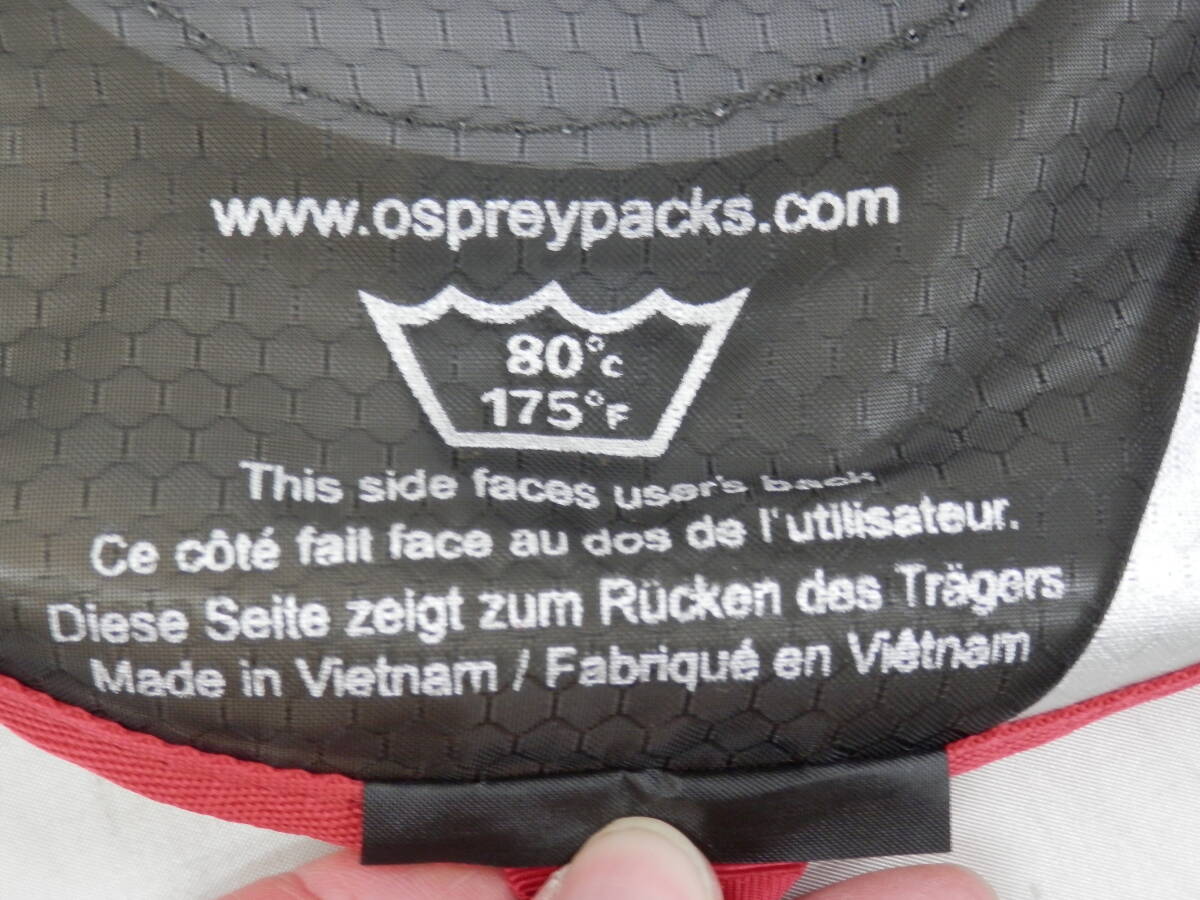 www.ospreypacks.com
80°C
175°F
This side faces user's back
Ce côté fait face au dos de l'utilisateur.
Diese Seite zeigt zum Rücken des Trägers
Made in Vietnam / Fabriqué en Viêtnam